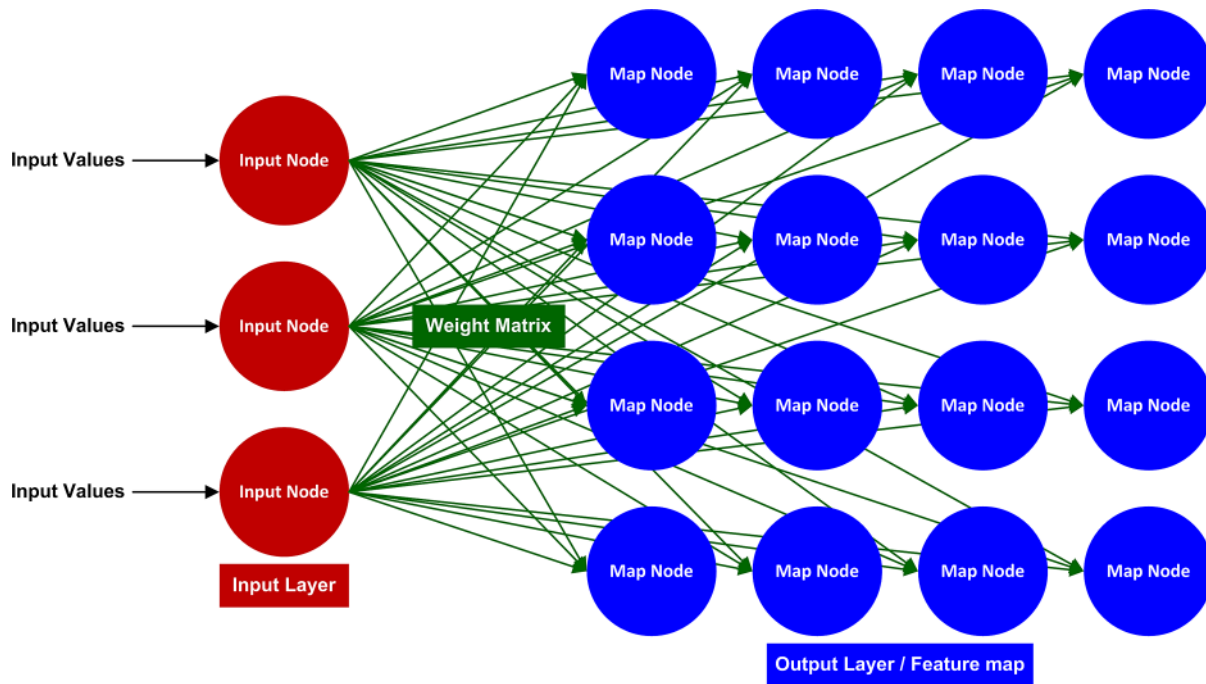 Map Node Map Node Map Node Map Node
Input Values Input Node
Map Node Map Node Map Node Map Node
Input Values Input Node Weight Matrix
Map Node Map Node Map Node Map Node
Input Values Input Node
Input Layer Map Node Map Node Map Node Map Node
Output Layer / Feature map